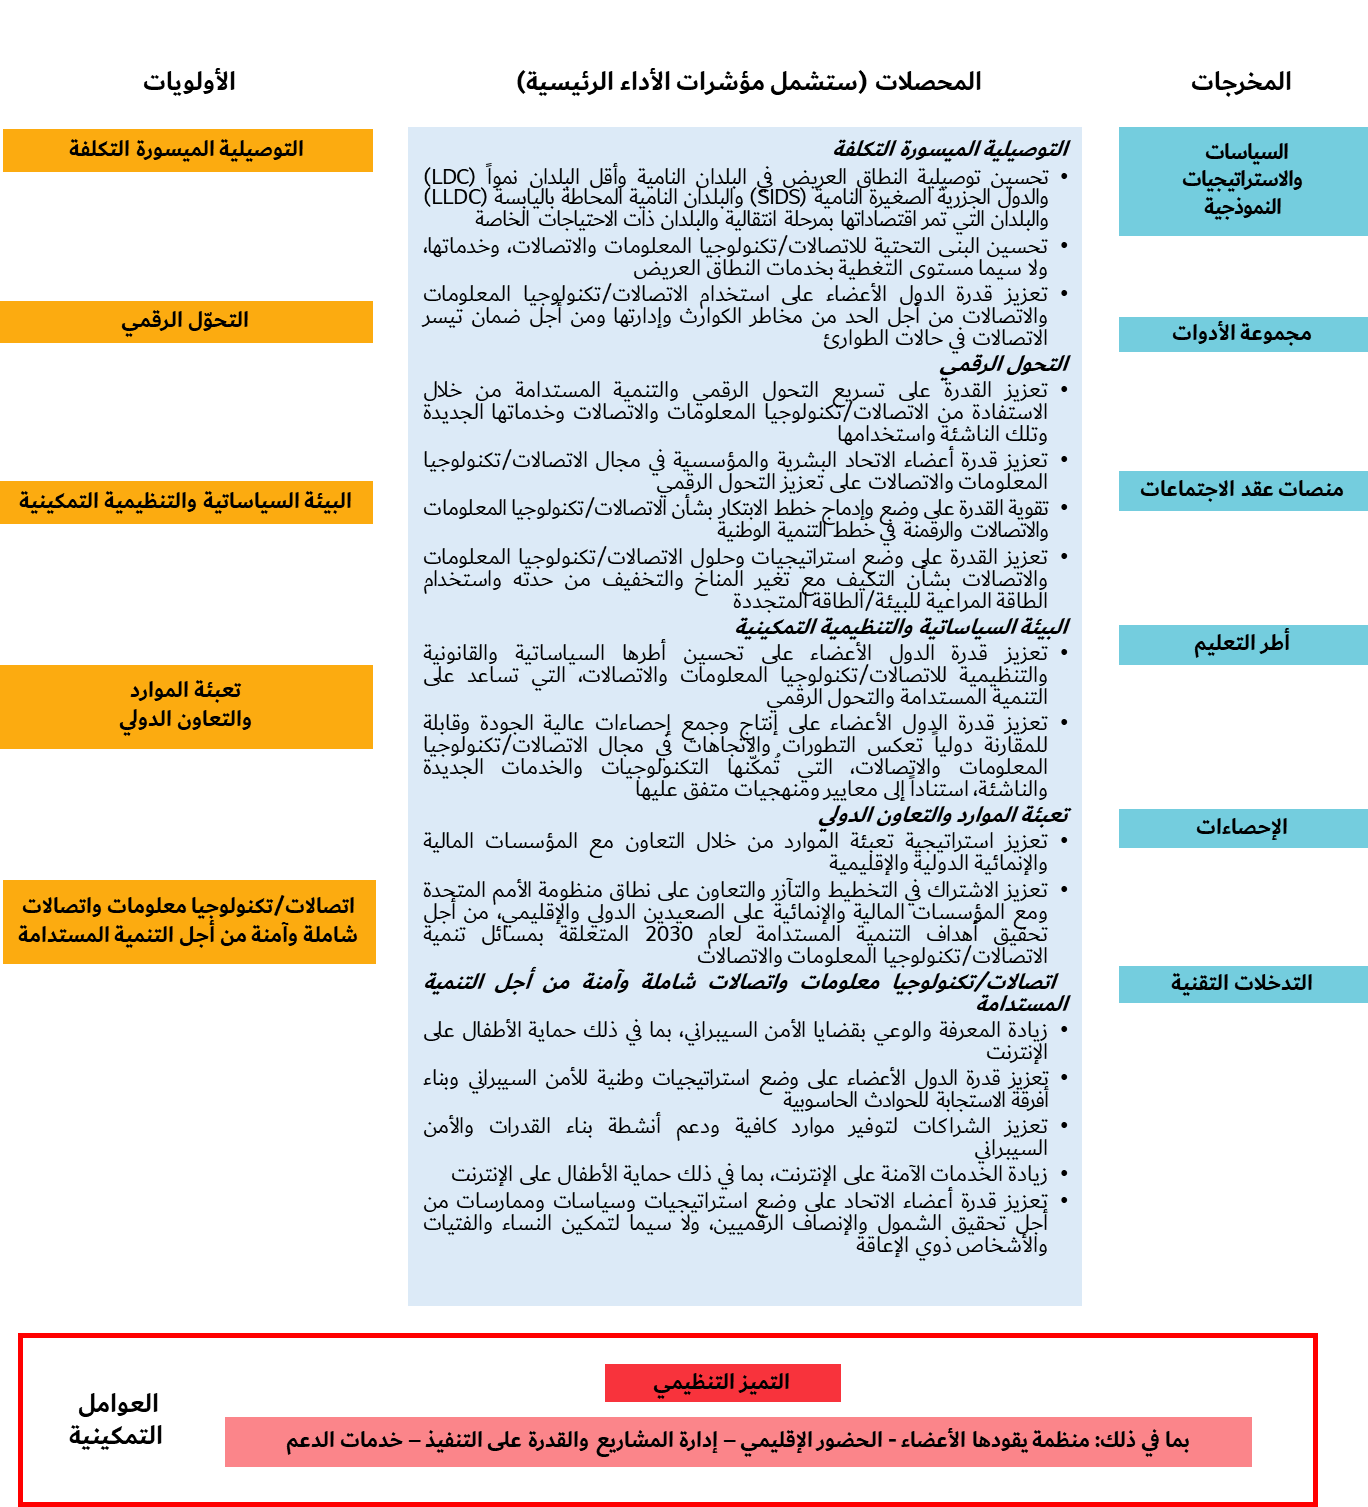 المخرجات
السياسات
والاستراتيجيات
النموذجية
مجموعة الأدوات
منصات عقد الاجتماعات
أطر التعليم
الإحصاءات
التدخلات التقنية
المحصلات (ستشمل مؤشرات الأداء الرئيسية)
التوصيلية الميسورة التكلفة
• تحسين توصيلية النطاق العريض في البلدان النامية وأقل البلدان نمواً (LDC)
والدول الجزرية الصغيرة النامية (SIDS) والبلدان النامية المحاطة باليابسة (LLDC)
والبلدان التي تمر اقتصاداتها بمرحلة انتقالية والبلدان ذات الاحتياجات الخاصة
• تحسين البنى التحتية للاتصالات/تكنولوجيا المعلومات والاتصالات، وخدماتها،
ولا سيما مستوى التغطية بخدمات النطاق العريض
• تعزيز قدرة الدول الأعضاء على استخدام الاتصالات/تكنولوجيا المعلومات
والاتصالات من أجل الحد من مخاطر الكوارث وإدارتها ومن أجل ضمان تيسر
الاتصالات في حالات الطوارئ
التحول الرقمي
• تعزيز القدرة على تسريع التحول الرقمي والتنمية المستدامة من خلال
الاستفادة من الاتصالات/تكنولوجيا المعلومات والاتصالات وخدماتها الجديدة
وتلك الناشئة واستخدامها
• تعزيز قدرة أعضاء الاتحاد البشرية والمؤسسية في مجال الاتصالات/تكنولوجيا
المعلومات والاتصالات على تعزيز التحول الرقمي
• تقوية القدرة على وضع وإدماج خطط الابتكار بشأن الاتصالات/تكنولوجيا المعلومات
والاتصالات والرقمنة في خطط التنمية الوطنية
• تعزيز القدرة على وضع استراتيجيات وحلول الاتصالات/تكنولوجيا المعلومات
والاتصالات بشأن التكيف مع تغير المناخ والتخفيف من حدته واستخدام
الطاقة المراعية للبيئة/الطاقة المتجددة
البيئة السياساتية والتنظيمية التمكينية
• تعزيز قدرة الدول الأعضاء على تحسين أطرها السياساتية والقانونية
والتنظيمية للاتصالات/تكنولوجيا المعلومات والاتصالات، التي تساعد على
التنمية المستدامة والتحول الرقمي
• تعزيز قدرة الدول الأعضاء على إنتاج وجمع إحصاءات عالية الجودة وقابلة
للمقارنة دولياً تعكس التطورات والاتجاهات في مجال الاتصالات/تكنولوجيا
المعلومات والاتصالات، التي تُمكّنها التكنولوجيات والخدمات الجديدة
والناشئة، استناداً إلى معايير ومنهجيات متفق عليها
تعبئة الموارد والتعاون الدولي
• تعزيز استراتيجية تعبئة الموارد من خلال التعاون مع المؤسسات المالية
والإنمائية الدولية والإقليمية
• تعزيز الاشتراك في التخطيط والتآزر والتعاون على نطاق منظومة الأمم المتحدة
ومع المؤسسات المالية والإنمائية على الصعيدين الدولي والإقليمي، من أجل
تحقيق أهداف التنمية المستدامة لعام 2030 المتعلقة بمسائل تنمية
الاتصالات/تكنولوجيا المعلومات والاتصالات
اتصالات/تكنولوجيا معلومات واتصالات شاملة وآمنة من أجل التنمية
المستدامة
• زيادة المعرفة والوعي بقضايا الأمن السيبراني، بما في ذلك حماية الأطفال على
الإنترنت
• تعزيز قدرة الدول الأعضاء على وضع استراتيجيات وطنية للأمن السيبراني وبناء
أفرقة الاستجابة للحوادث الحاسوبية
• تعزيز الشراكات لتوفير موارد كافية ودعم أنشطة بناء القدرات والأمن
السيبراني
• زيادة الخدمات الآمنة على الإنترنت، بما في ذلك حماية الأطفال على الإنترنت
• تعزيز قدرة أعضاء الاتحاد على وضع استراتيجيات وسياسات وممارسات من
أجل تحقيق الشمول والإنصاف الرقميين، ولا سيما لتمكين النساء والفتيات
والأشخاص ذوي الإعاقة
الأولويات
التوصيلية الميسورة التكلفة
التحوّل الرقمي
البيئة السياساتية والتنظيمية التمكينية
تعبئة الموارد
والتعاون الدولي
اتصالات/تكنولوجيا معلومات واتصالات
شاملة وآمنة من أجل التنمية المستدامة
التميز التنظيمي
بما في ذلك: منظمة يقودها الأعضاء - الحضور الإقليمي – إدارة المشاريع والقدرة على التنفيذ – خدمات الدعم
العوامل
التمكينية